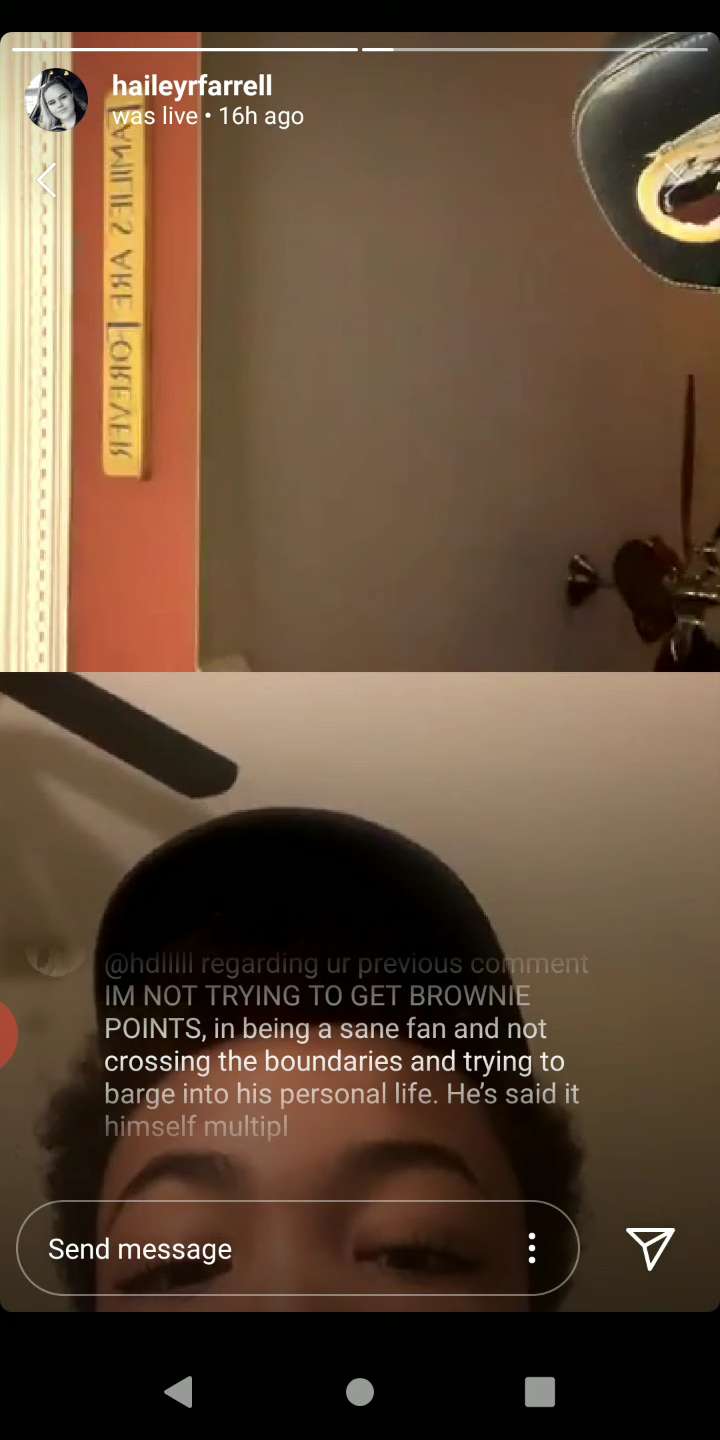 haileyrfarrell
was live • 16h ago
FAMILIES ARE FOREVER
@hdlllll regarding ur previous comment
IM NOT TRYING TO GET BROWNIE
POINTS, in being a sane fan and not
crossing the boundaries and trying to
barge into his personal life. He’s said it
himself multipl
Send message